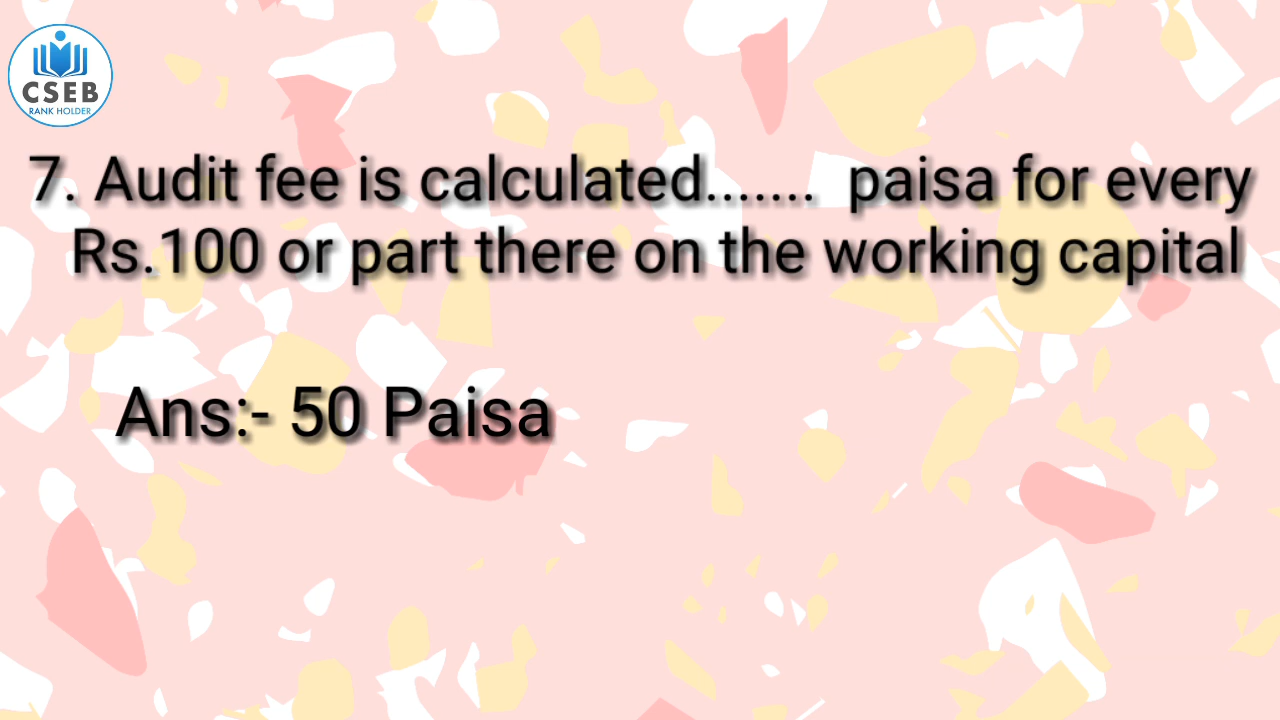 CSEB
RANK HOLDER
7. Audit fee is calculated....... paisa for every
Rs.100 or part there on the working capital
Ans:- 50 Paisa